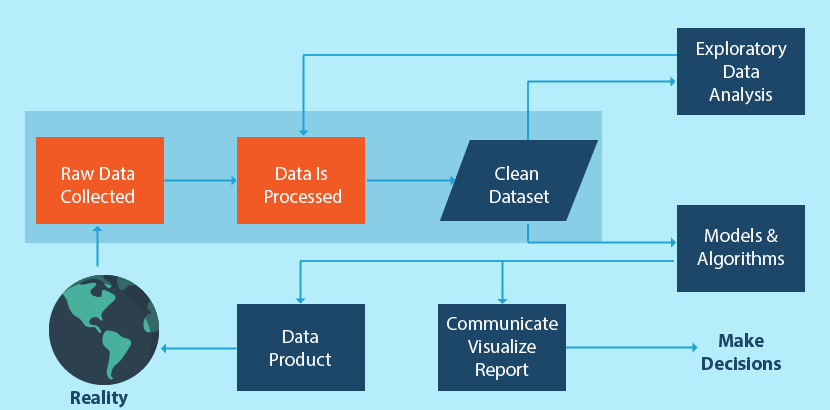 Exploratory
Data
Analysis
Raw Data
Collected
Data Is
Processed
Clean
Dataset
Models &
Algorithms
Data
Product
Communicate
Visualize
Report
Make
Decisions
Reality